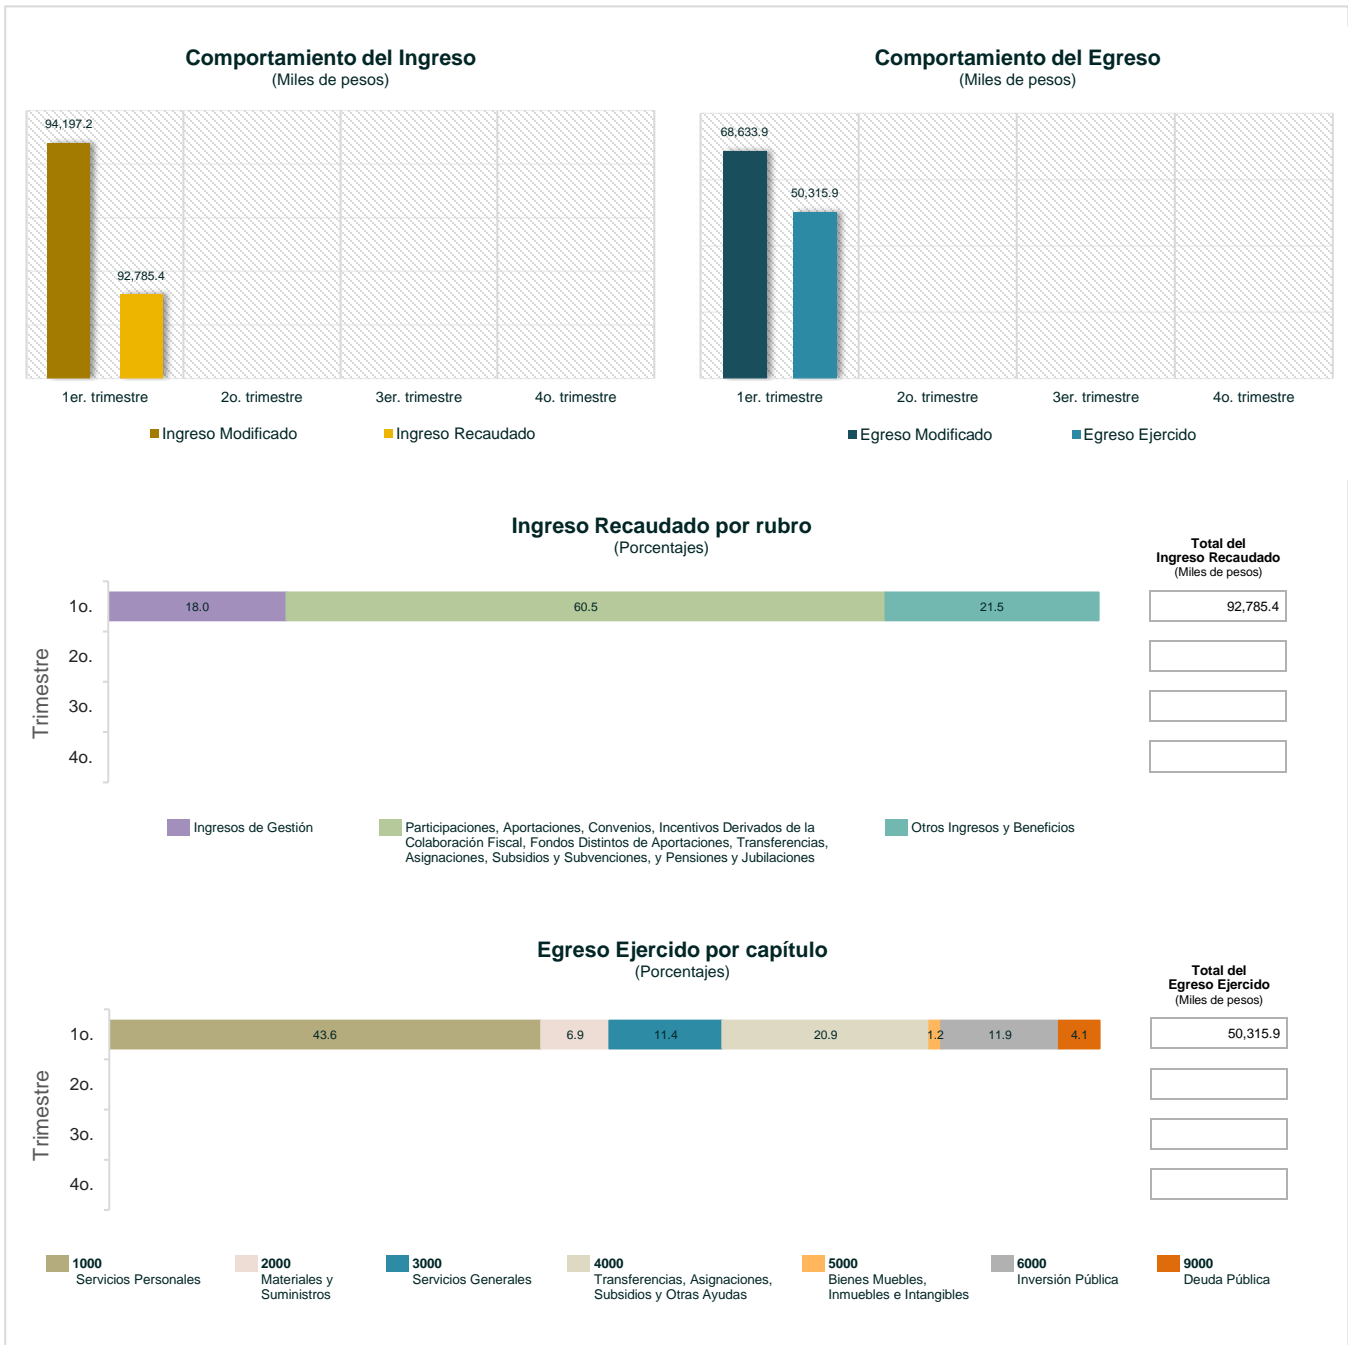 Comportamiento del Ingreso
(Miles de pesos)
94,197.2
92,785.4
1er. trimestre
2o. trimestre
3er. trimestre
4o. trimestre
Ingreso Modificado
Ingreso Recaudado
Comportamiento del Egreso
(Miles de pesos)
68,633.9
50,315.9
1er. trimestre
2o. trimestre
3er. trimestre
4o. trimestre
Egreso Modificado
Egreso Ejercido
Ingreso Recaudado por rubro
(Porcentajes)
Total del
Ingreso Recaudado
(Miles de pesos)
Trimestre
1o.
18.0
60.5
21.5
92,785.4
2o.
3o.
4o.
Ingresos de Gestión
Participaciones, Aportaciones, Convenios, Incentivos Derivados de la
Colaboración Fiscal, Fondos Distintos de Aportaciones, Transferencias,
Asignaciones, Subsidios y Subvenciones, y Pensiones y Jubilaciones
Otros Ingresos y Beneficios
Egreso Ejercido por capítulo
(Porcentajes)
Total del
Egreso Ejercido
(Miles de pesos)
Trimestre
1o.
43.6
6.9
11.4
20.9
1.2
11.9
4.1
50,315.9
2o.
3o.
4o.
1000
Servicios Personales
2000
Materiales y
Suministros
3000
Servicios Generales
4000
Transferencias, Asignaciones,
Subsidios y Otras Ayudas
5000
Bienes Muebles,
Inmuebles e Intangibles
6000
Inversión Pública
9000
Deuda Pública